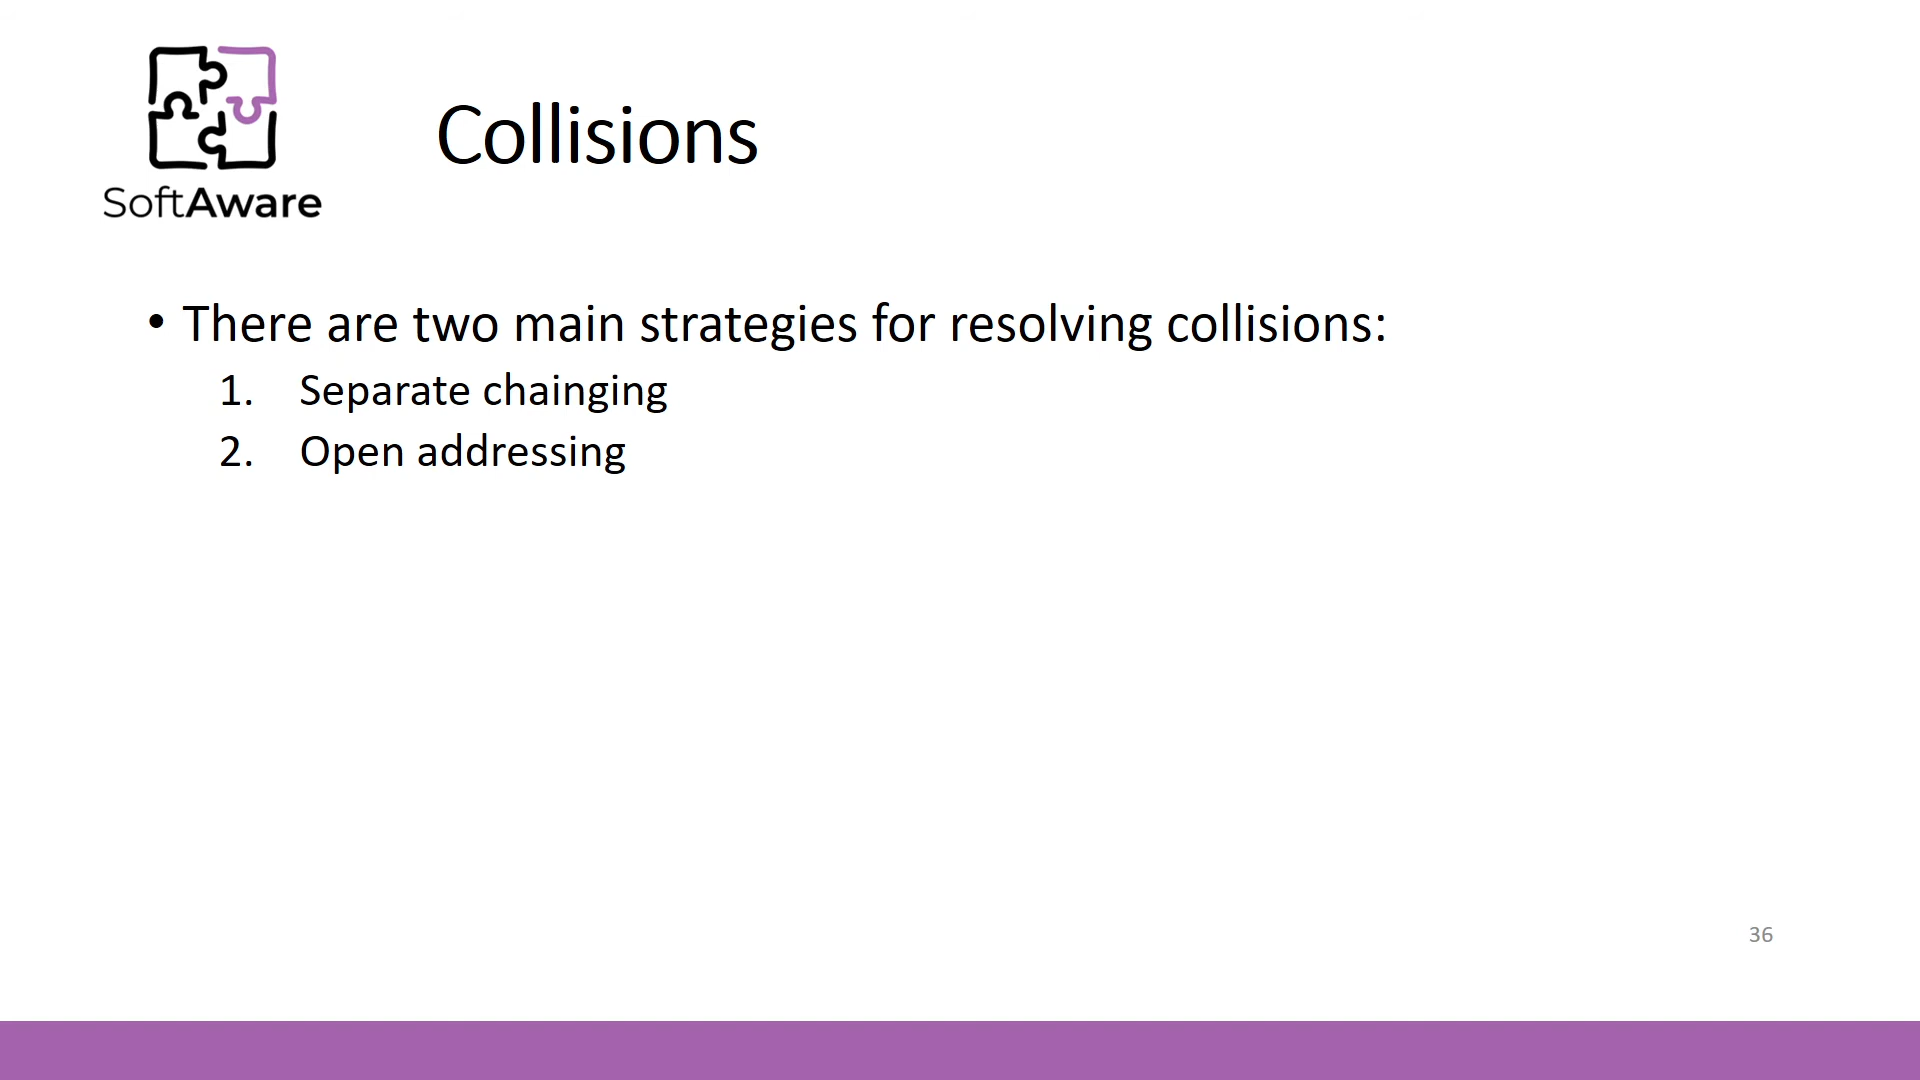 SoftAware
Collisions
• There are two main strategies for resolving collisions:
1. Separate chainging
2. Open addressing
36